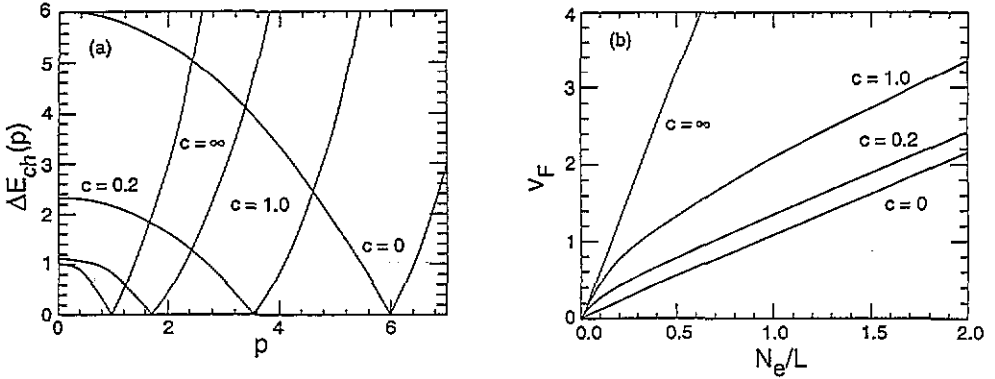 (a)
ΔE_ch(p)
6
5
4
3
2
1
0
c = ∞
c = 0.2
c = 1.0
c = 0
0 2 4 6
p
(b)
V_F
4
3
2
1
0
c = 1.0
c = ∞
c = 0.2
c = 0
0.0 0.5 1.0 1.5 2.0
N_e/L